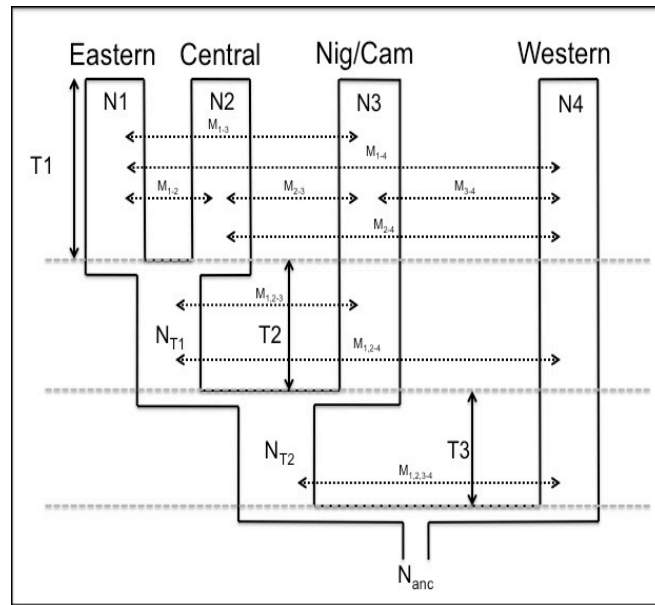 Eastern Central Nig/Cam Western
N1 N2 N3 N4
M1-3
T1
M1-4
M1-2 M2-3 M3-4
M2-4
M1,2-3
NT1 T2
M1,2-4
NT2 T3
M1,2,3-4
Nanc